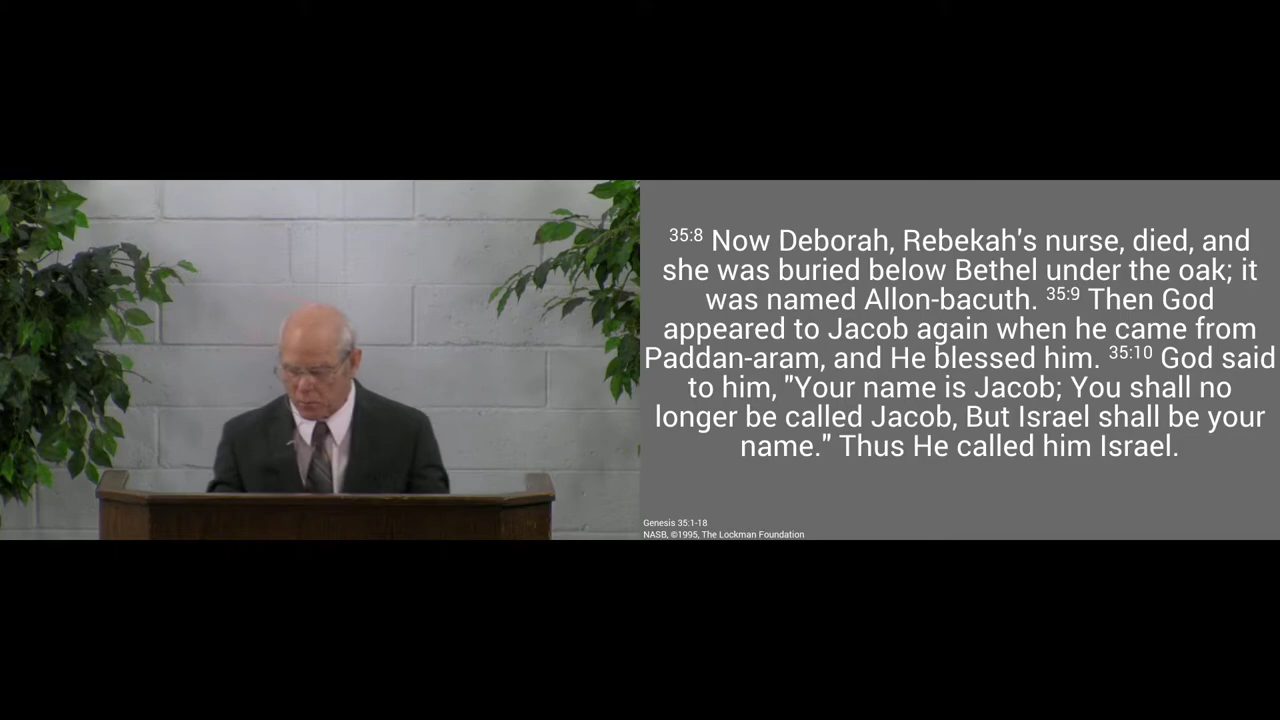 35:8 Now Deborah, Rebekah's nurse, died, and
she was buried below Bethel under the oak; it
was named Allon-bacuth. 35:9 Then God
appeared to Jacob again when he came from
Paddan-aram, and He blessed him. 35:10 God said
to him, "Your name is Jacob; You shall no
longer be called Jacob, But Israel shall be your
name." Thus He called him Israel.
Genesis 35:1-18
NASB, ©1995, The Lockman Foundation